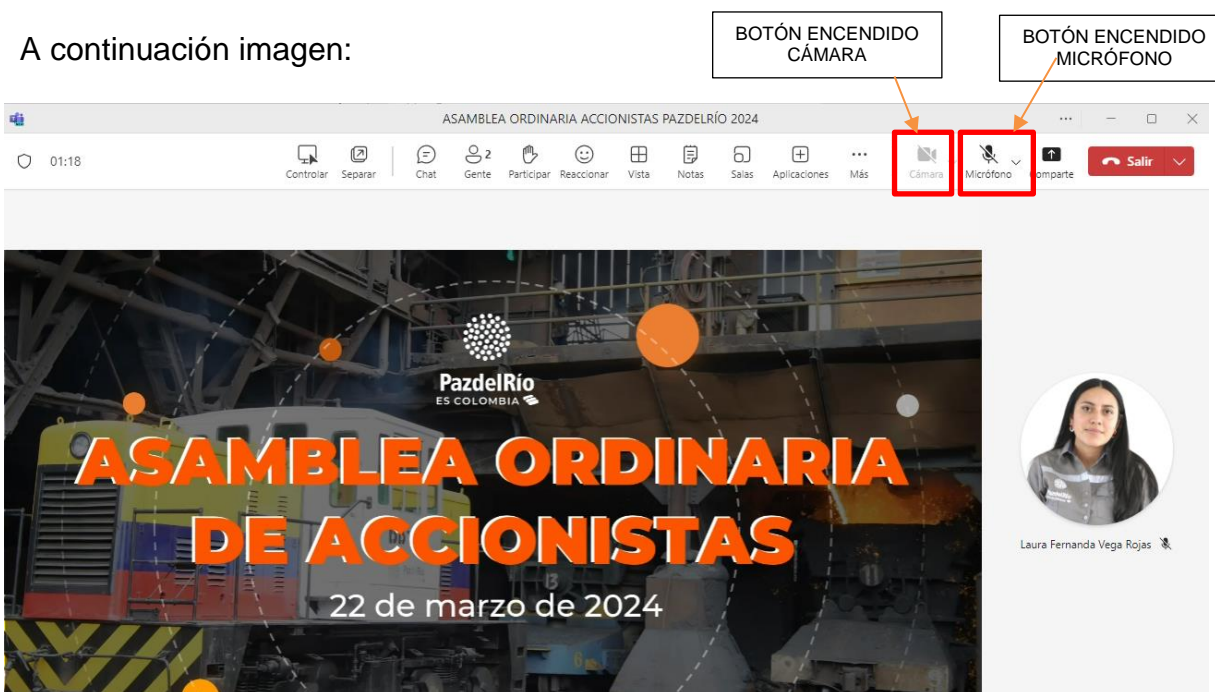 BOTÓN ENCENDIDO
CÁMARA
BOTÓN ENCENDIDO
MICRÓFONO
A continuación imagen:
ASAMBLEA ORDINARIA ACCIONISTAS PAZDELRÍO 2024
01:18
Controlar
Separar
Chat
2
Gente
Participar
Reaccionar
Vista
Notas
Salas
Aplicaciones
Más
Cámara
Micrófono
Comparte
Salir
PazdelRío
ES COLOMBIA
ASAMBLEA ORDINARIA
DE ACCIONISTAS
22 de marzo de 2024
Laura Fernanda Vega Rojas